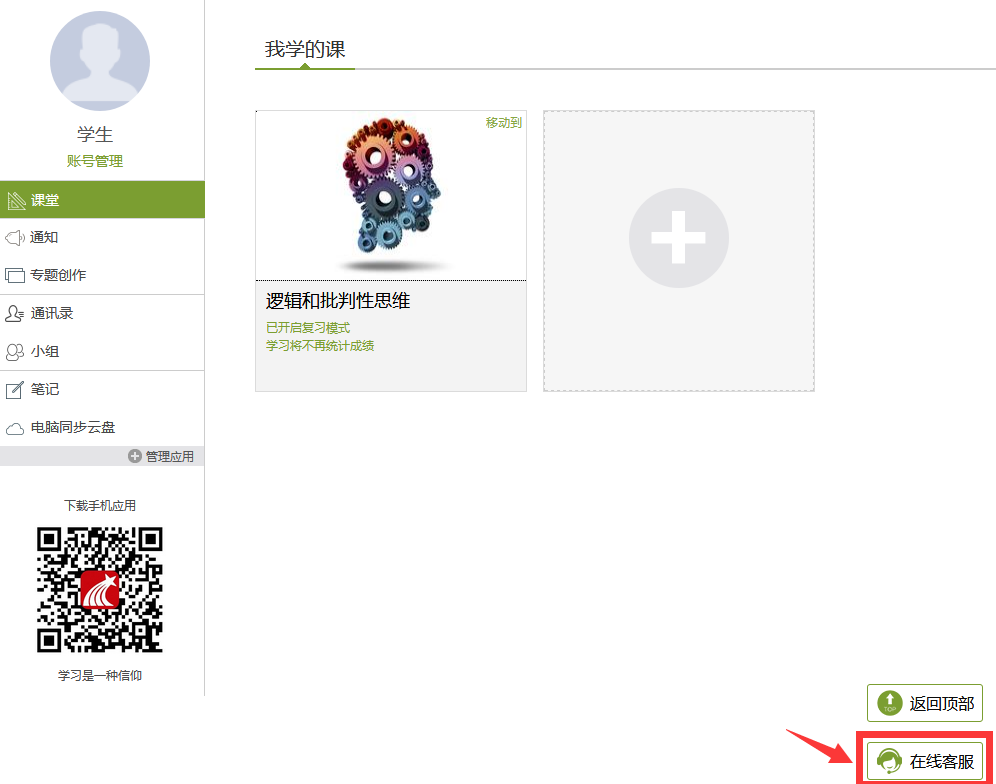 学生
账号管理
课堂
通知
专题创作
通讯录
小组
笔记
电脑同步云盘
管理应用
下载手机应用
学习是一种信仰
我学的课
移动到
逻辑和批判性思维
已开启复习模式
学习将不再统计成绩
TOP
返回顶部
在线客服